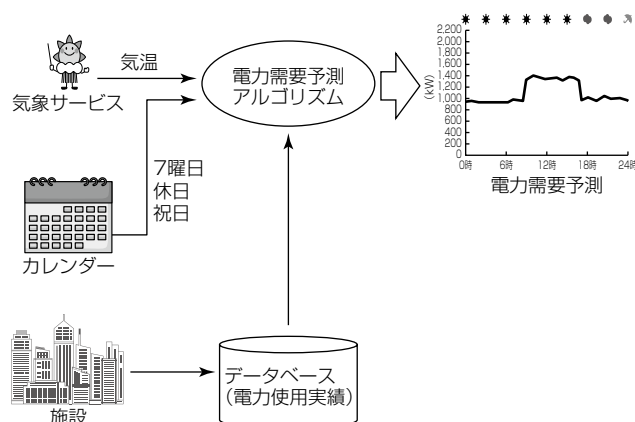 気象サービス
気温
電力需要予測
アルゴリズム
カレンダー
7曜日
休日
祝日
施設
データベース
(電力使用実績)
(kW)
2,200
2,000
1,800
1,600
1,400
1,200
1,000
800
600
400
200
0
0時 6時 12時 18時 24時
電力需要予測